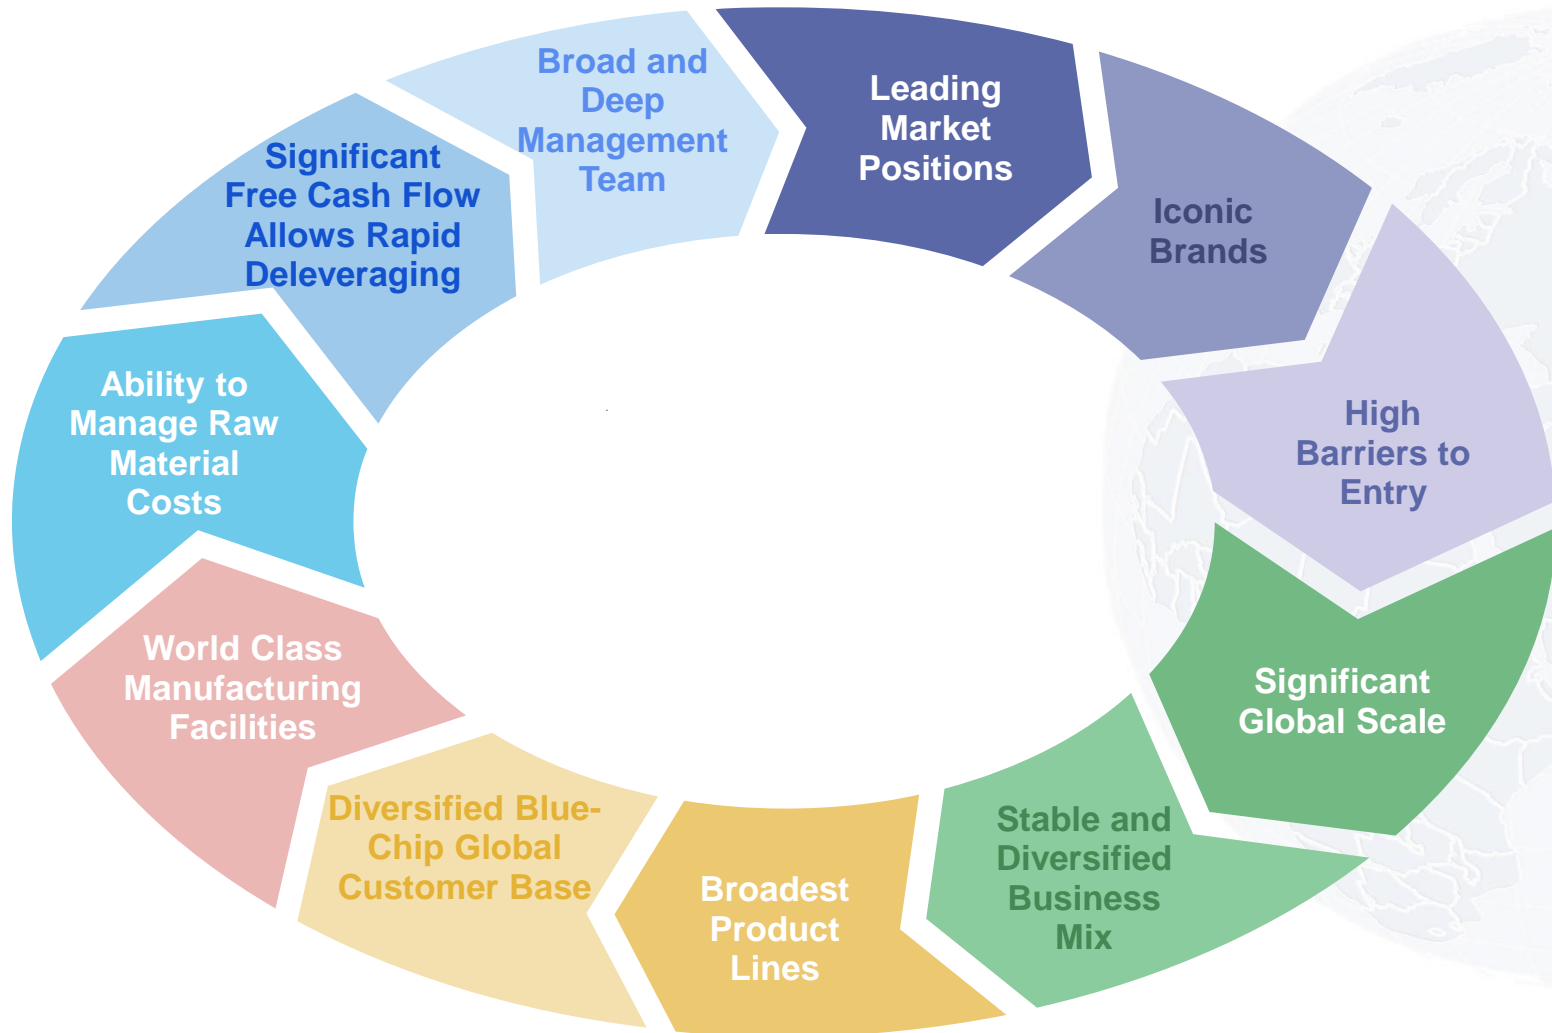 Leading
Market
Positions
Iconic
Brands
High
Barriers to
Entry
Significant
Global Scale
Stable and
Diversified
Business
Mix
Broadest
Product
Lines
Diversified Blue-
Chip Global
Customer Base
World Class
Manufacturing
Facilities
Ability to
Manage Raw
Material
Costs
Significant
Free Cash Flow
Allows Rapid
Deleveraging
Broad and
Deep
Management
Team